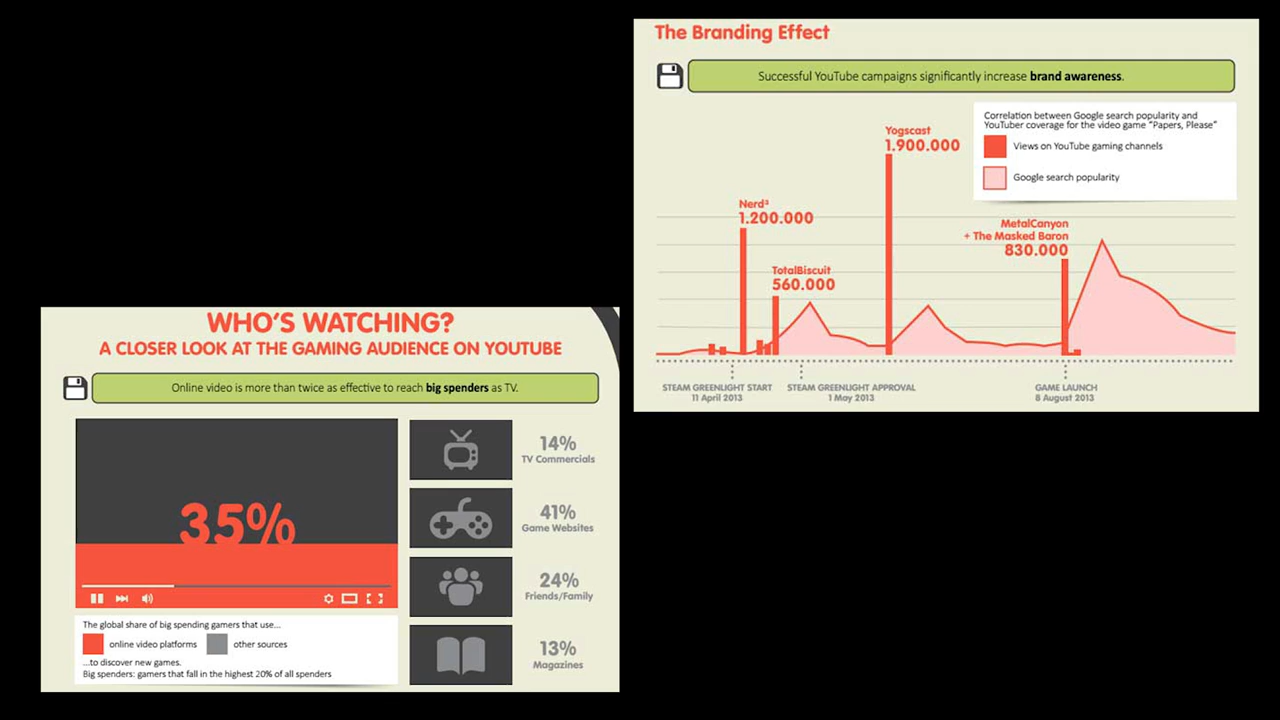 The Branding Effect
Successful YouTube campaigns significantly increase brand awareness.
Correlation between Google search popularity and
YouTuber coverage for the video game "Papers, Please"
Views on YouTube gaming channels
Google search popularity
Yogscast
1.900.000
Nerd³
1.200.000
TotalBiscuit
560.000
MetalCanyon
+ The Masked Baron
830.000
STEAM GREENLIGHT START
11 April 2013
STEAM GREENLIGHT APPROVAL
1 May 2013
GAME LAUNCH
8 August 2013
WHO'S WATCHING?
A CLOSER LOOK AT THE GAMING AUDIENCE ON YOUTUBE
Online video is more than twice as effective to reach big spenders as TV.
35%
The global share of big spending gamers that use...
online video platforms
other sources
...to discover new games.
Big spenders: gamers that fall in the highest 20% of all spenders
14%
TV Commercials
41%
Game Websites
24%
Friends/Family
13%
Magazines